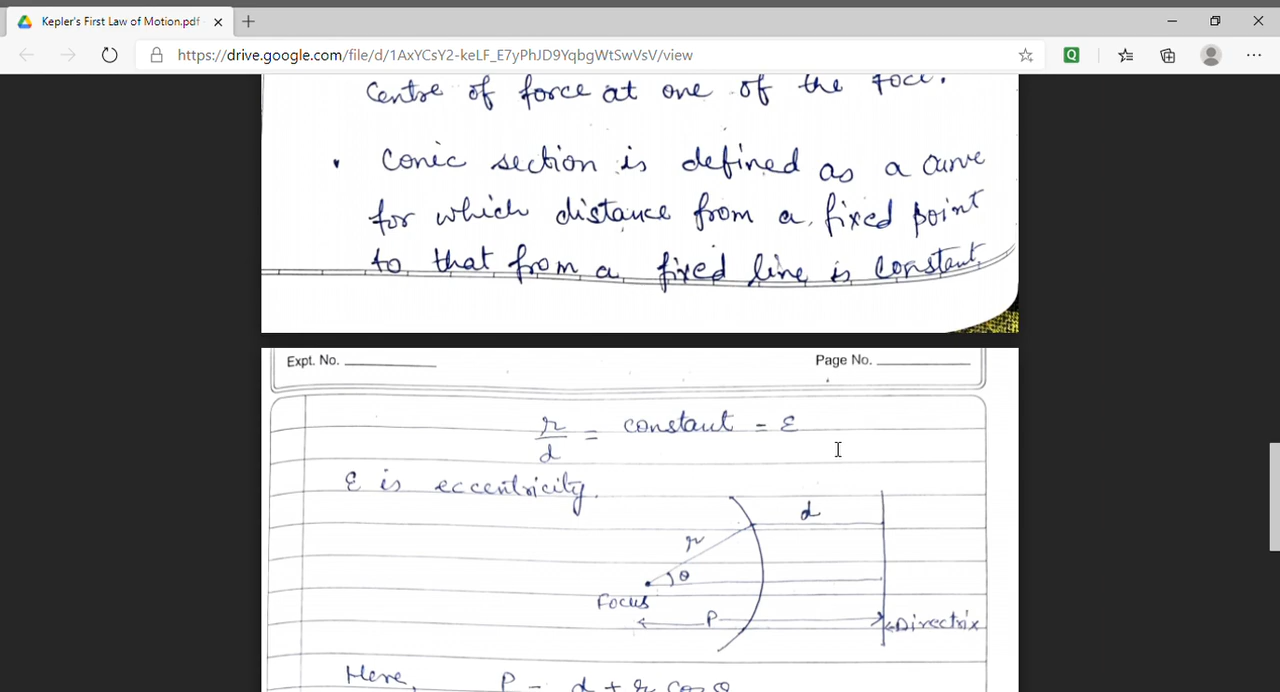 Kepler's First Law of Motion.pdf
https://drive.google.com/file/d/1AxYCsY2-keLF_E7yPhJD9YqbgWtSwVsV/view
Centre of force at one of the foci.
• Conic section is defined as a curve
for which distance from a fixed point
to that from a fixed line is constant.
Expt. No.
Page No.
r/d = constant = ε
ε is eccentricity.
d
r
θ
Focus
P
Directrix
Here, P = d + r cos θ